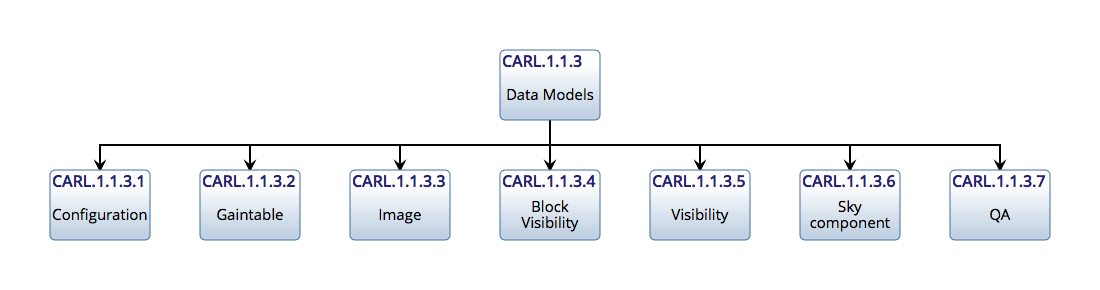 CARL.1.1.3
Data Models
CARL.1.1.3.1
Configuration
CARL.1.1.3.2
Gaintable
CARL.1.1.3.3
Image
CARL.1.1.3.4
Block
Visibility
CARL.1.1.3.5
Visibility
CARL.1.1.3.6
Sky
component
CARL.1.1.3.7
QA